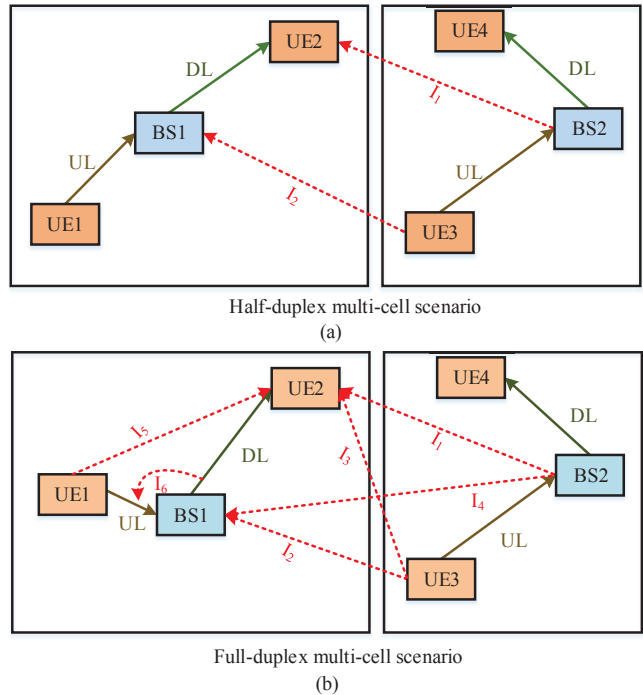 UE4
UE2
DL
DL
I1
BS1
BS2
UL
UL
I2
UE1
UE3
Half-duplex multi-cell scenario
(a)
UE4
UE2
DL
I5
I1
DL
I3
I6
UE1
BS2
UL
BS1
I4
UL
I2
UE3
Full-duplex multi-cell scenario
(b)